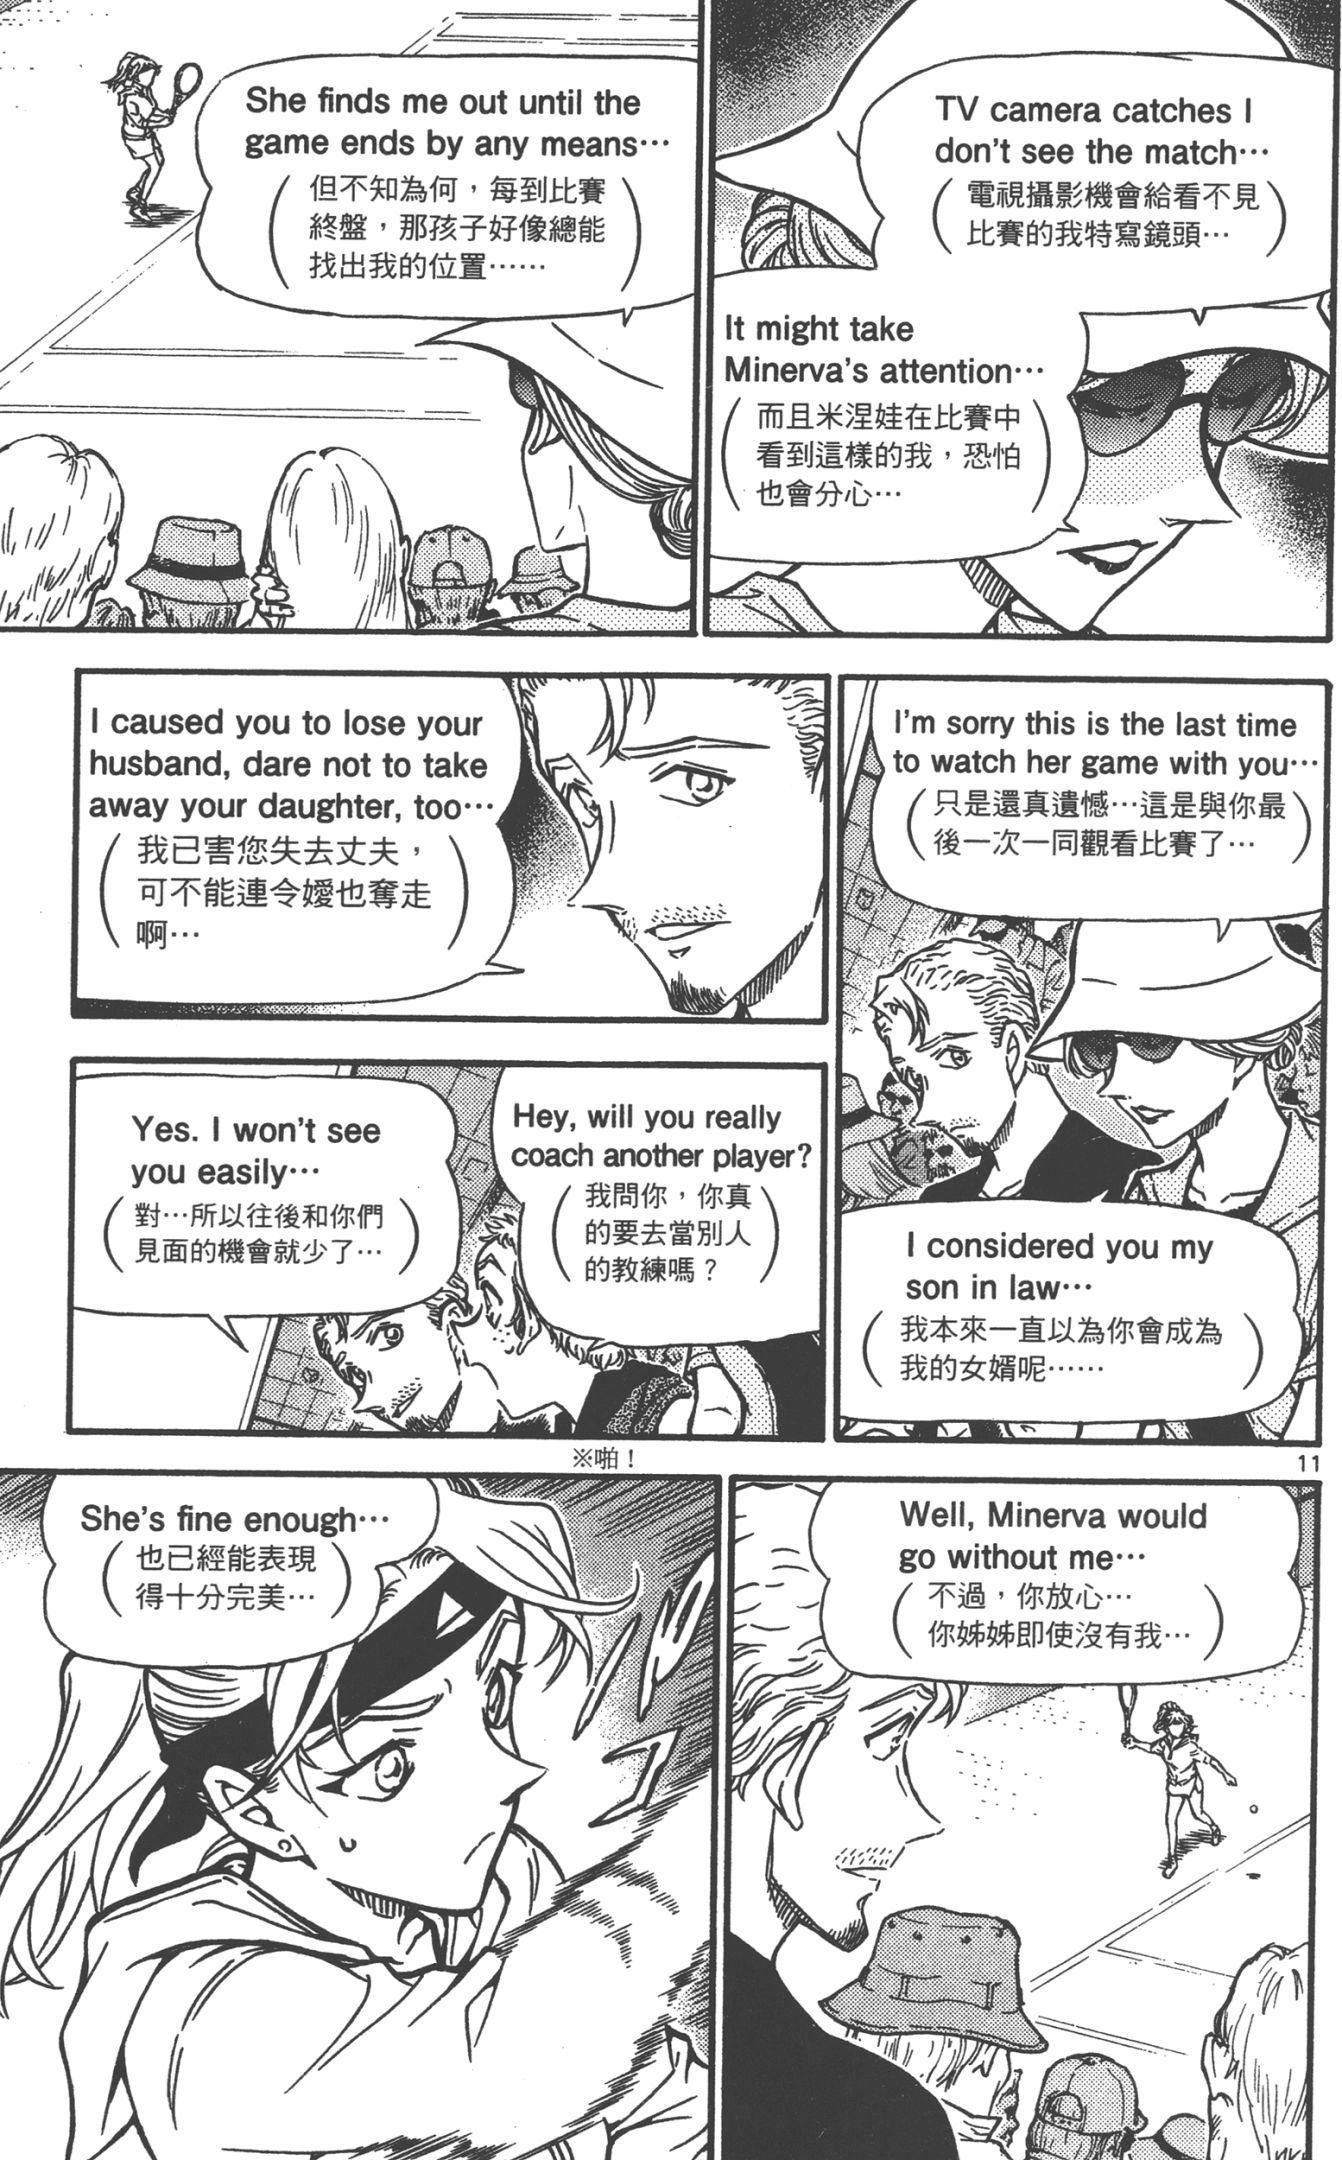 TV camera catches I
don't see the match…
電視攝影機會給看不見
比賽的我特寫鏡頭…
It might take
Minerva's attention…
而且米涅娃在比賽中
看到這樣的我，恐怕
也會分心…
She finds me out until the
game ends by any means…
但不知為何，每到比賽
終盤，那孩子好像總能
找出我的位置……
I'm sorry this is the last time
to watch her game with you…
只是還真遺憾…這是與你最
後一次一同觀看比賽了…
I considered you my
son in law…
我本來一直以為你會成為
我的女婿呢……
I caused you to lose your
husband, dare not to take
away your daughter, too…
我已害您失去丈夫，
可不能連令嬡也奪走
啊…
Hey, will you really
coach another player?
我問你，你真
的要去當別人
的教練嗎？
Yes. I won't see
you easily…
對…所以往後和你們
見面的機會就少了…
11
※啪！
Well, Minerva would
go without me…
不過，你放心…
你姊姊即使沒有我…
She's fine enough…
也已經能表現
得十分完美…
パン